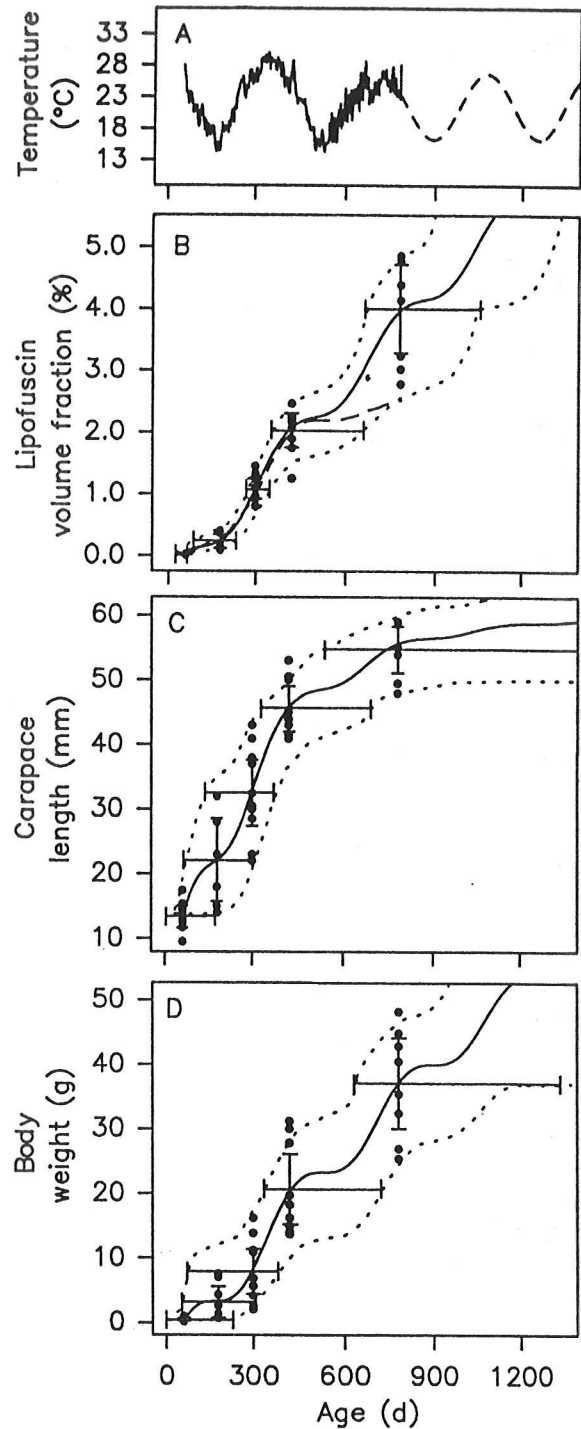 A
Temperature
(°C)
33
28
23
18
13
B
Lipofuscin
volume fraction (%)
5.0
4.0
3.0
2.0
1.0
0.0
C
Carapace
length (mm)
60
50
40
30
20
10
D
Body
weight (g)
50
40
30
20
10
0
0 300 600 900 1200
Age (d)